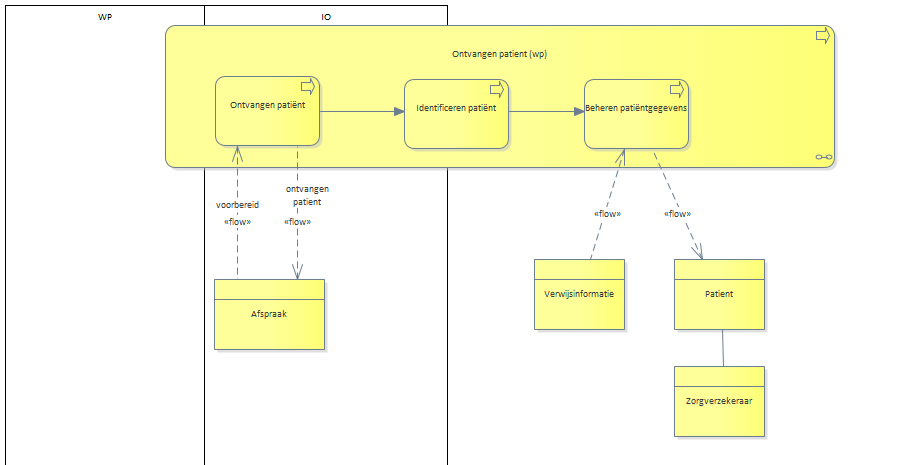 WP
IO
Ontvangen patient (wp)
Ontvangen patiënt
Identificeren patiënt
Beheren patiëntgegevens
voorbereid
«flow»
ontvangen
patient
«flow»
«flow»
«flow»
Afspraak
Verwijsinformatie
Patient
Zorgverzekeraar